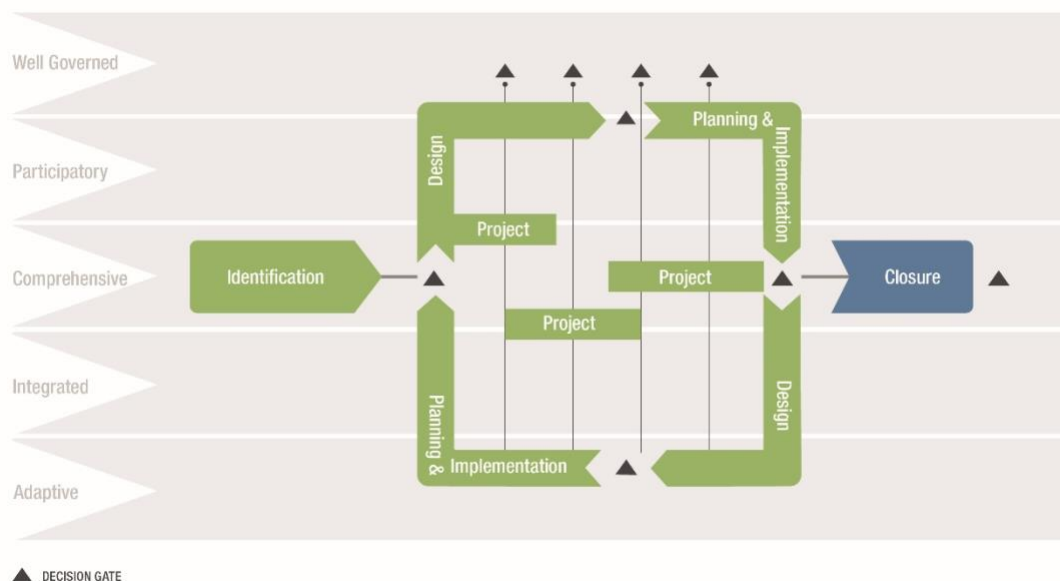 Well Governed
Participatory
Comprehensive
Integrated
Adaptive
Identification
Design
Planning &
Implementation
Project
Project
Project
Closure
Design
Planning &
Implementation
DECISION GATE